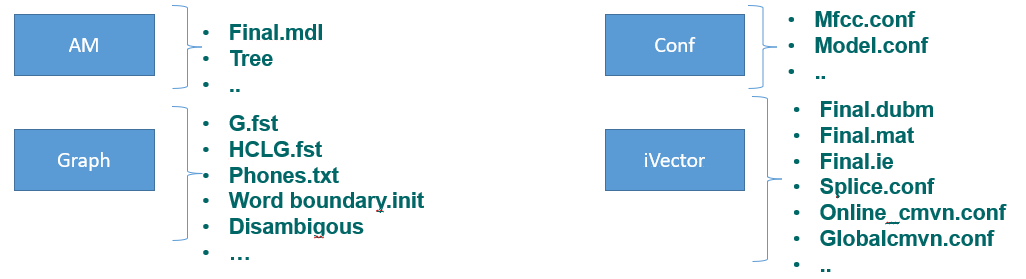 AM
Final.mdl
Tree
..
Graph
G.fst
HCLG.fst
Phones.txt
Word boundary.init
Disambigous
...
Conf
Mfcc.conf
Model.conf
..
iVector
Final.dubm
Final.mat
Final.ie
Splice.conf
Online_cmvn.conf
Globalcmvn.conf
..